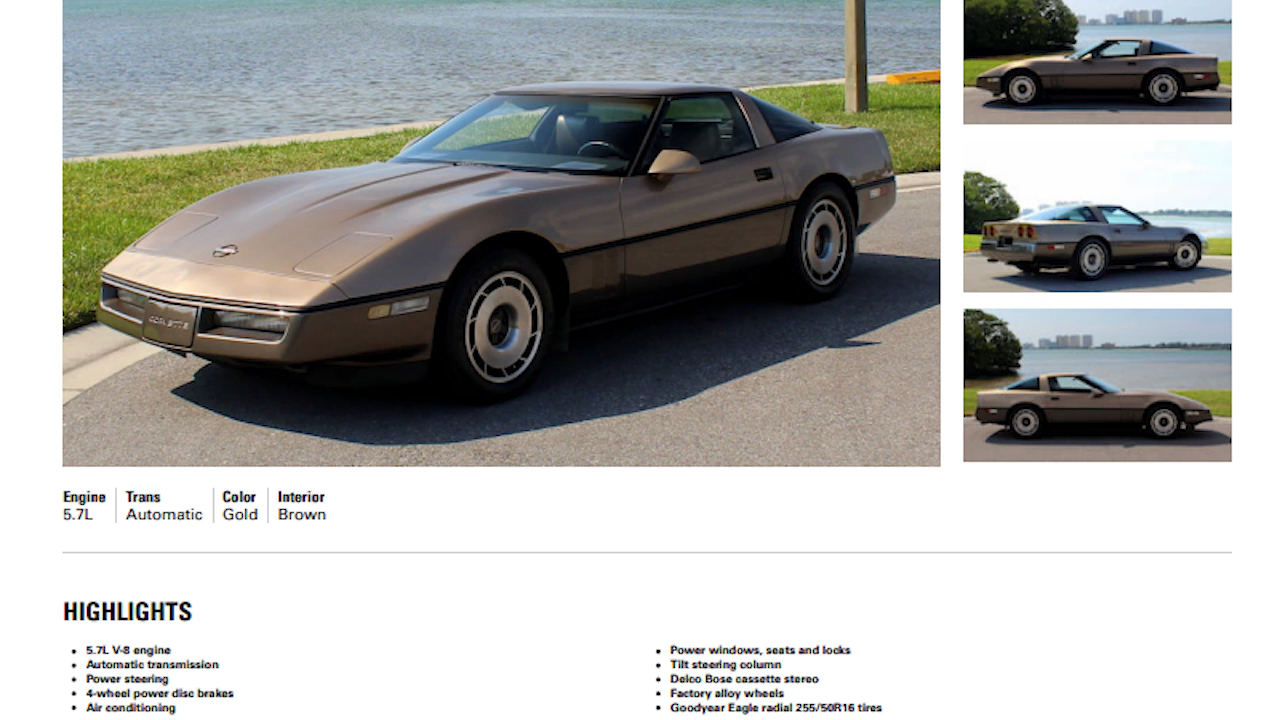 CORVETTE
Engine
5.7L
Trans
Automatic
Color
Gold
Interior
Brown
HIGHLIGHTS
• 5.7L V-8 engine
• Automatic transmission
• Power steering
• 4-wheel power disc brakes
• Air conditioning
• Power windows, seats and locks
• Tilt steering column
• Delco Bose cassette stereo
• Factory alloy wheels
• Goodyear Eagle radial 255/50R16 tires